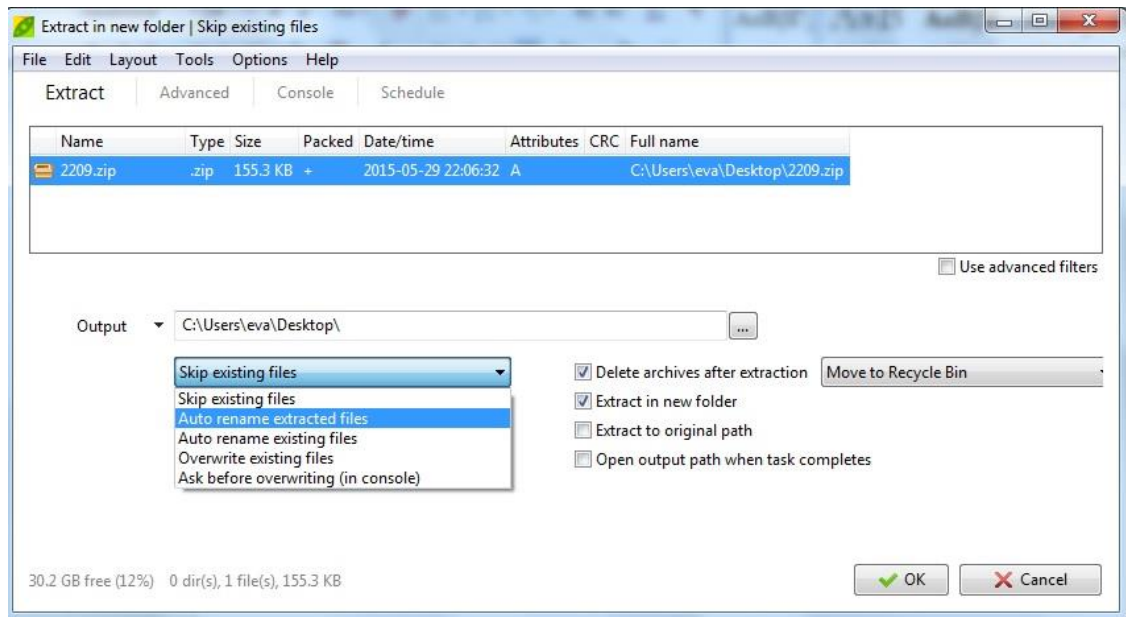 Extract in new folder | Skip existing files
File Edit Layout Tools Options Help
Extract Advanced Console Schedule
Name Type Size Packed Date/time Attributes CRC Full name
2209.zip .zip 155.3 KB + 2015-05-29 22:06:32 A C:\Users\eva\Desktop\2209.zip
Use advanced filters
Output C:\Users\eva\Desktop\ ...
Skip existing files Delete archives after extraction Move to Recycle Bin
Skip existing files Extract in new folder
Auto rename extracted files Extract to original path
Auto rename existing files
Overwrite existing files Open output path when task completes
Ask before overwriting (in console)
30.2 GB free (12%) 0 dir(s), 1 file(s), 155.3 KB OK Cancel